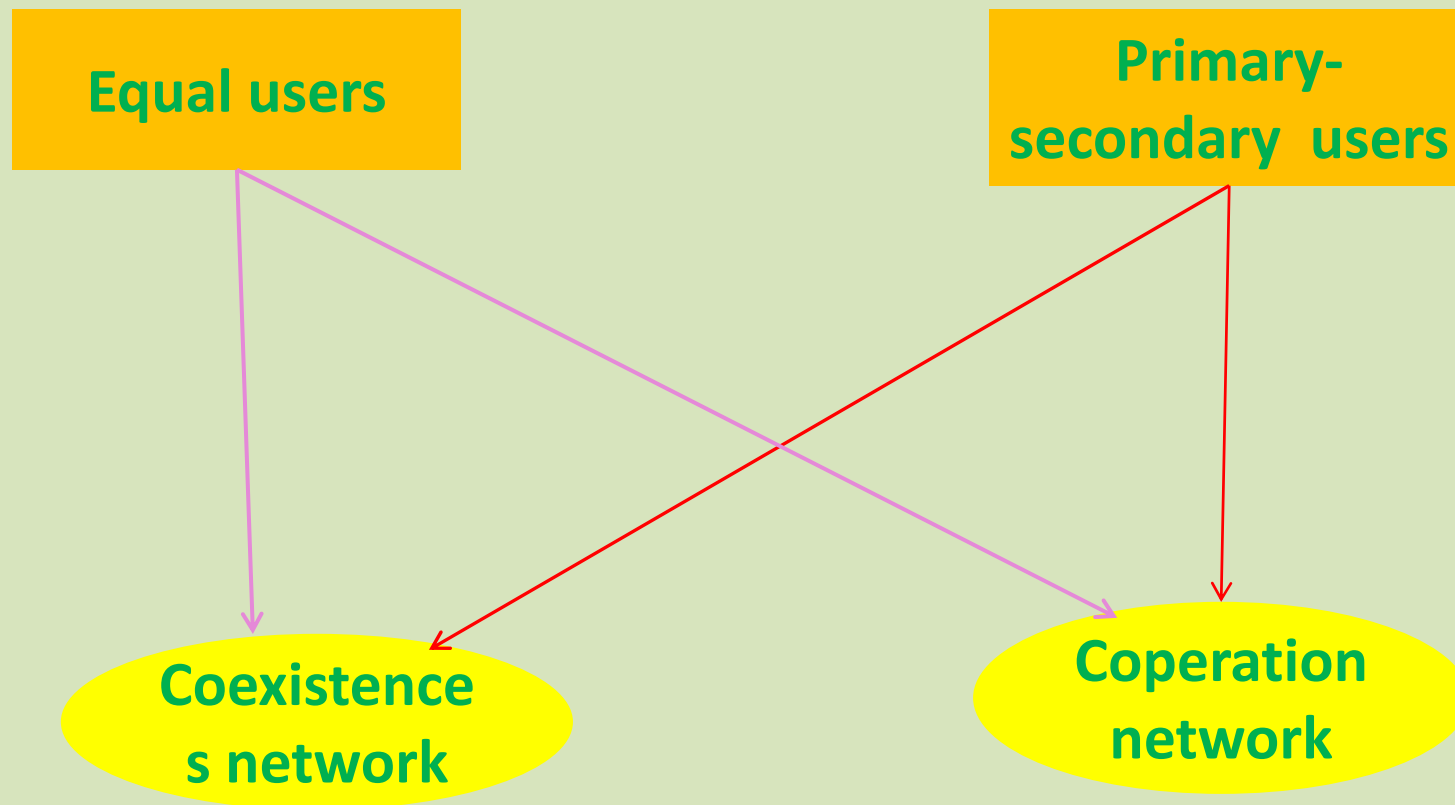 Equal users
Primary-
secondary users
Coexistence
s network
Coperation
network